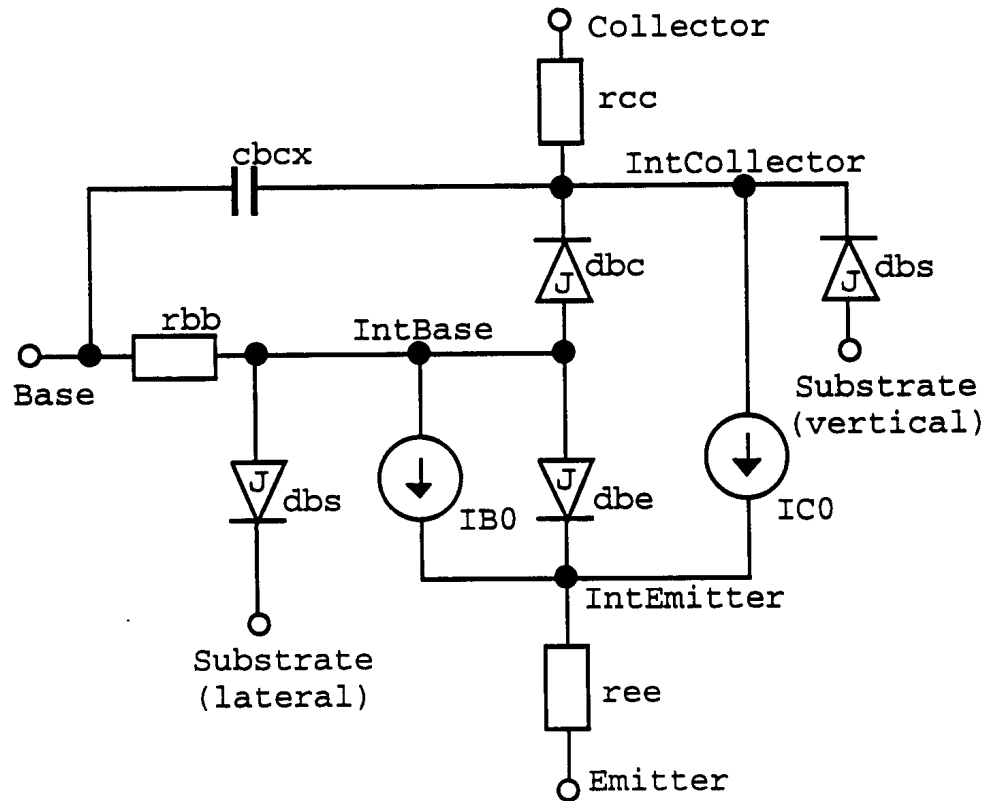 Collector
rcc
cbcx
IntCollector
J
dbc
J
dbs
rbb
IntBase
Base
Substrate
(vertical)
J
dbs
IB0
J
dbe
IC0
IntEmitter
Substrate
(lateral)
ree
Emitter